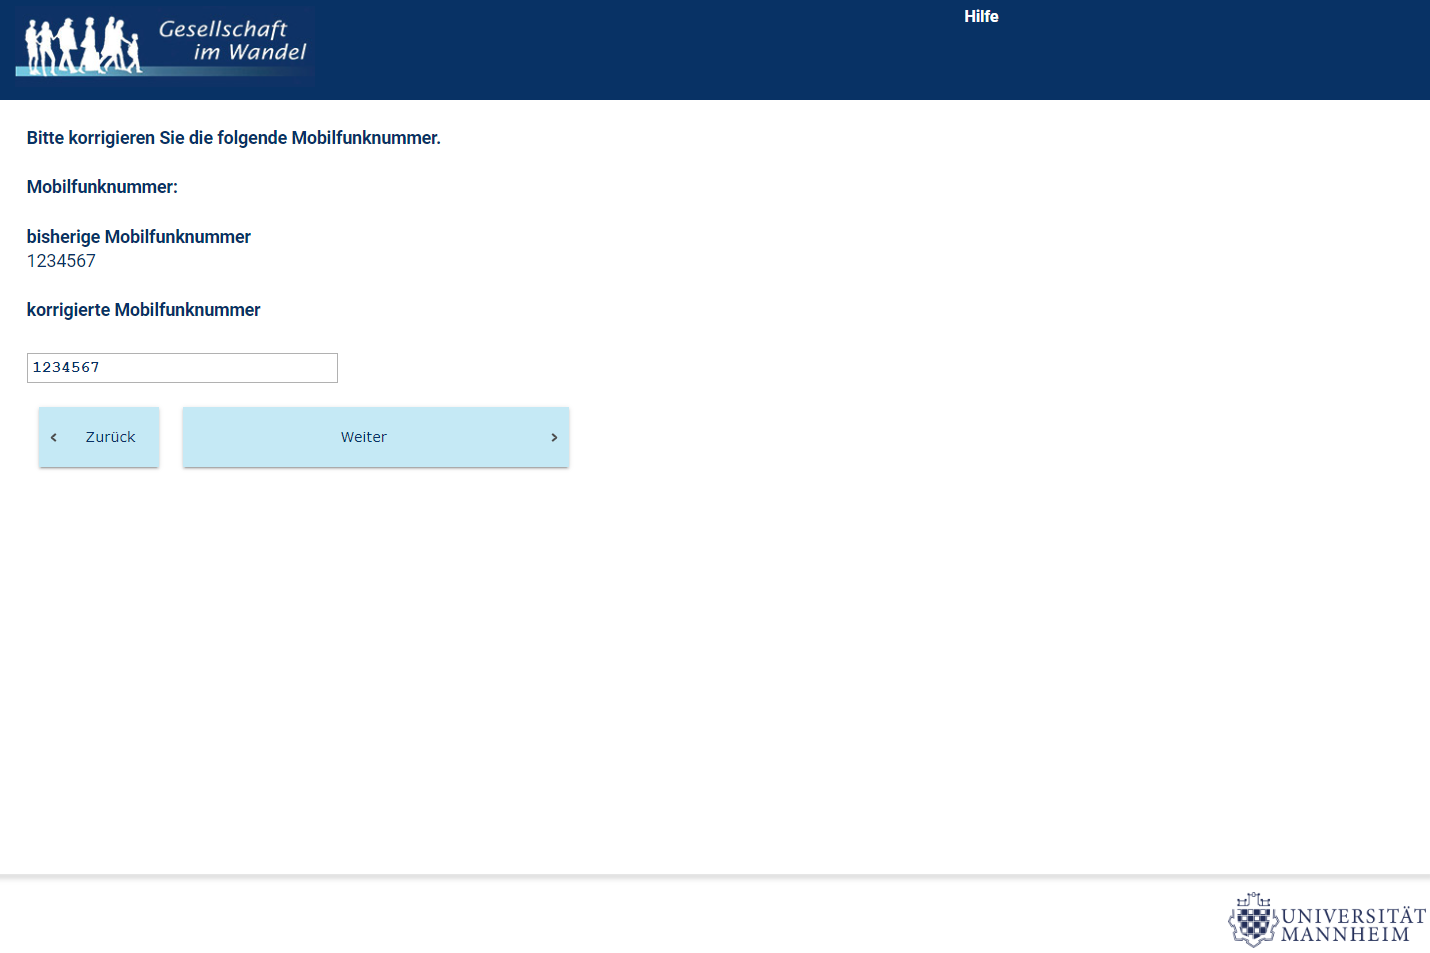 Gesellschaft
im Wandel
Hilfe
Bitte korrigieren Sie die folgende Mobilfunknummer.
Mobilfunknummer:
bisherige Mobilfunknummer
1234567
korrigierte Mobilfunknummer
1234567
‹ Zurück
Weiter ›
UNIVERSITÄT
MANNHEIM